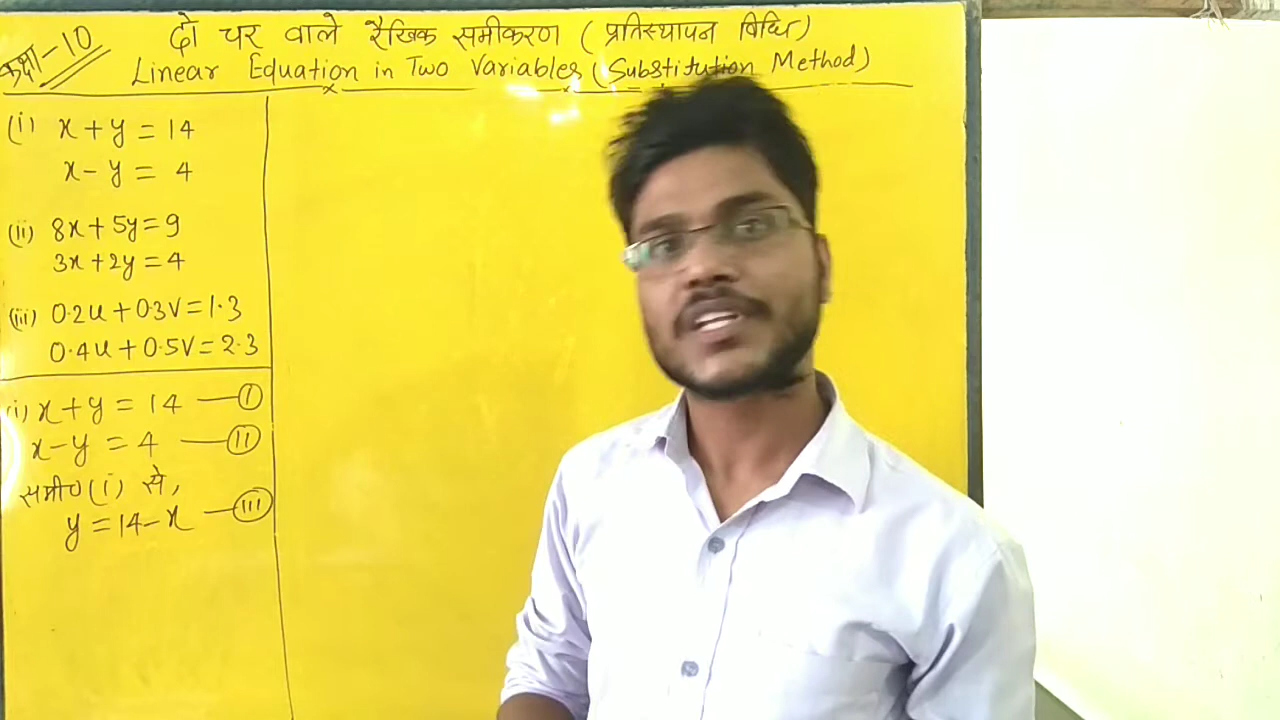 कक्षा-10
दो चर वाले रैखिक समीकरण (प्रतिस्थापन विधि)
Linear Equation in Two Variables (Substitution Method)
(i) x + y = 14
x - y = 4
(ii) 8x + 5y = 9
3x + 2y = 4
(iii) 0.2u + 0.3v = 1.3
0.4u + 0.5v = 2.3
(i) x + y = 14 — (I)
x - y = 4 — (II)
समी० (i) से,
y = 14 - x — (III)